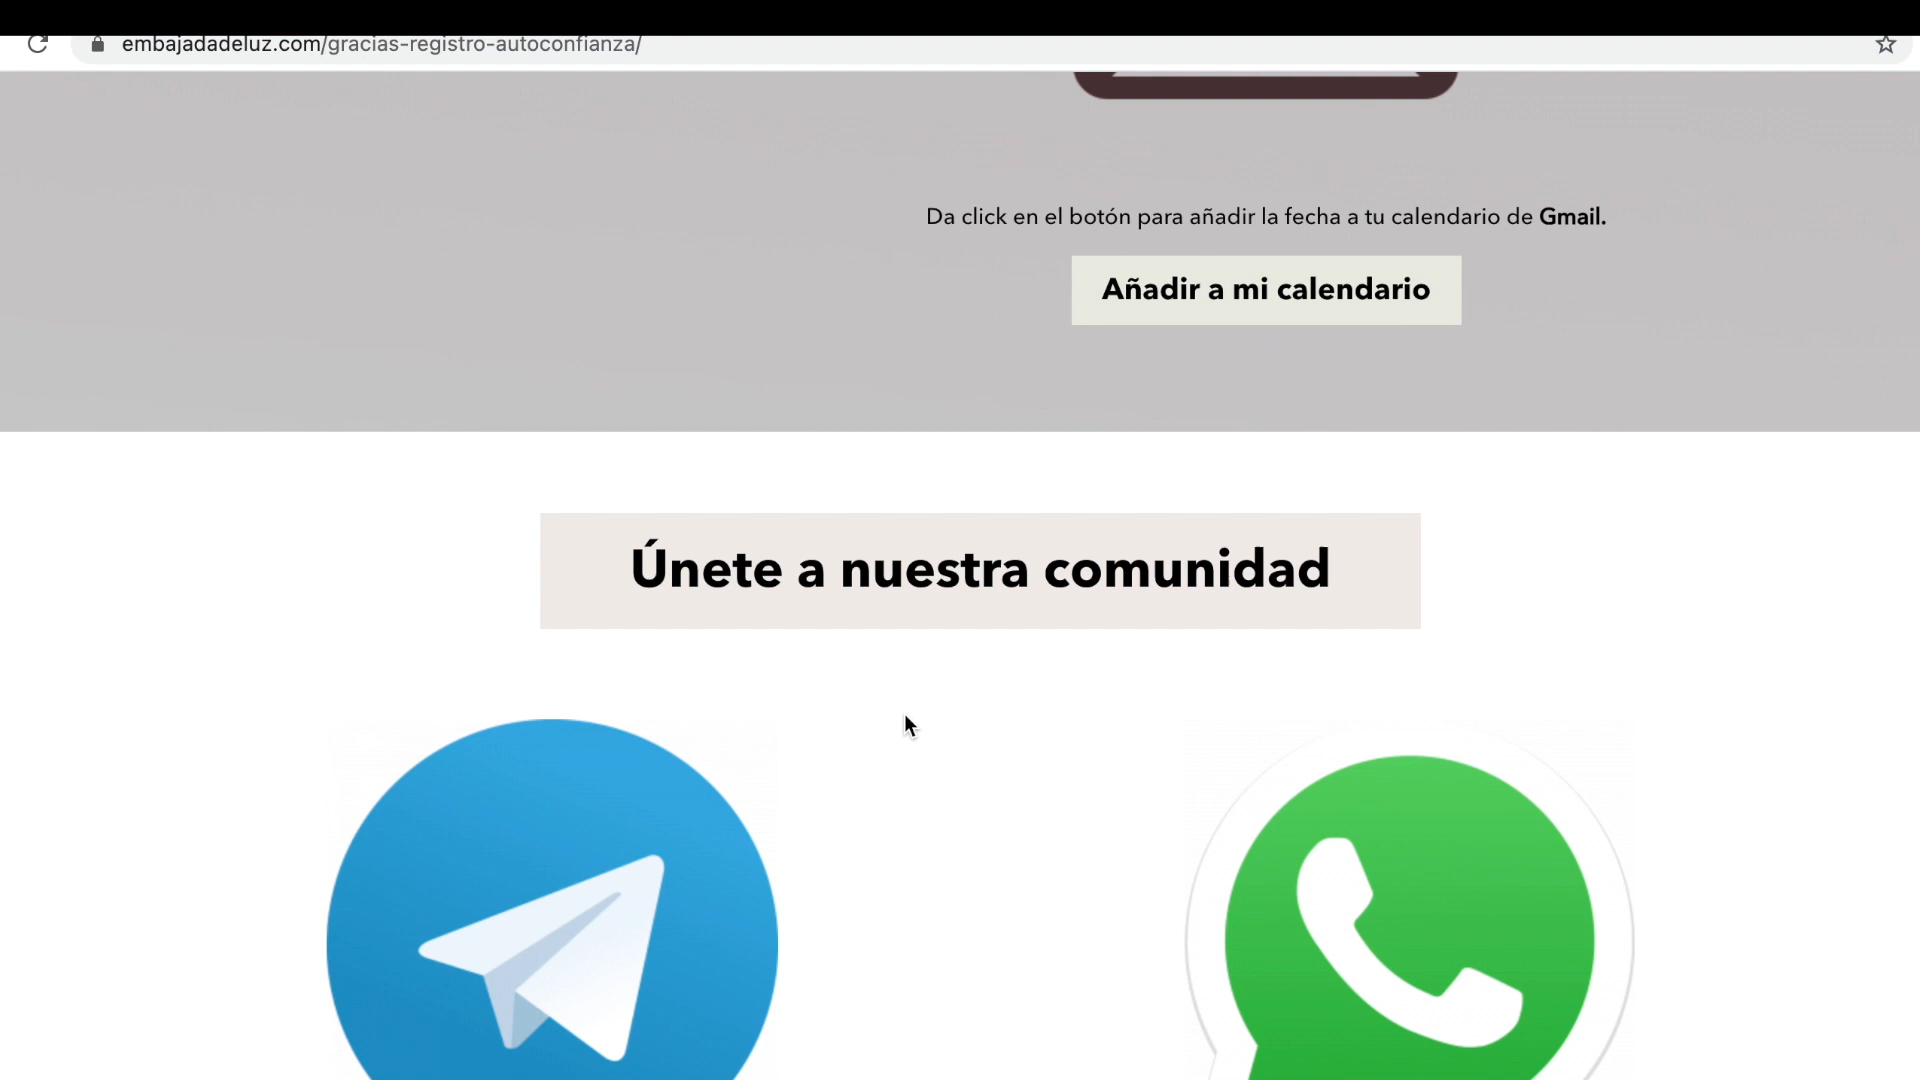 embajadadeluz.com/gracias-registro-autoconfianza/
Da click en el botón para añadir la fecha a tu calendario de Gmail.
Añadir a mi calendario
Únete a nuestra comunidad